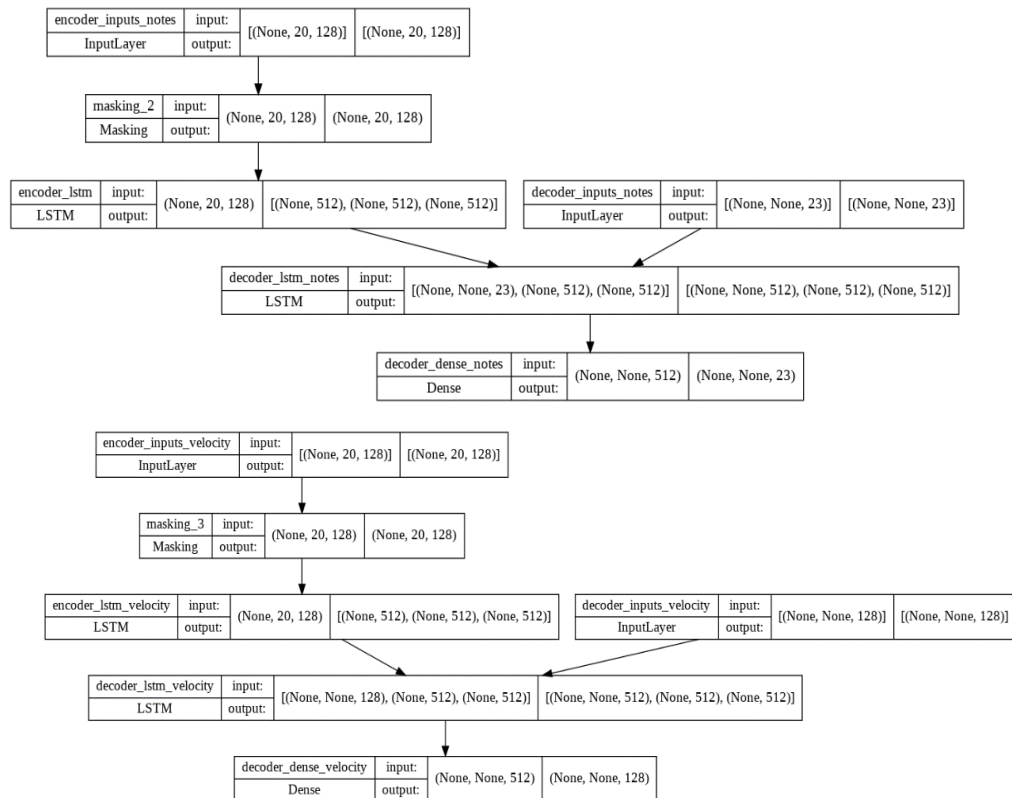 encoder_inputs_notes input: [(None, 20, 128)] [(None, 20, 128)]
InputLayer output:
masking_2 input: (None, 20, 128) (None, 20, 128)
Masking output:
encoder_lstm input: (None, 20, 128) [(None, 512), (None, 512), (None, 512)]
LSTM output:
decoder_inputs_notes input: [(None, None, 23)] [(None, None, 23)]
InputLayer output:
decoder_lstm_notes input: [(None, None, 23), (None, 512), (None, 512)] [(None, None, 512), (None, 512), (None, 512)]
LSTM output:
decoder_dense_notes input: (None, None, 512) (None, None, 23)
Dense output:
encoder_inputs_velocity input: [(None, 20, 128)] [(None, 20, 128)]
InputLayer output:
masking_3 input: (None, 20, 128) (None, 20, 128)
Masking output:
encoder_lstm_velocity input: (None, 20, 128) [(None, 512), (None, 512), (None, 512)]
LSTM output:
decoder_inputs_velocity input: [(None, None, 128)] [(None, None, 128)]
InputLayer output:
decoder_lstm_velocity input: [(None, None, 128), (None, 512), (None, 512)] [(None, None, 512), (None, 512), (None, 512)]
LSTM output:
decoder_dense_velocity input: (None, None, 512) (None, None, 128)
Dense output: